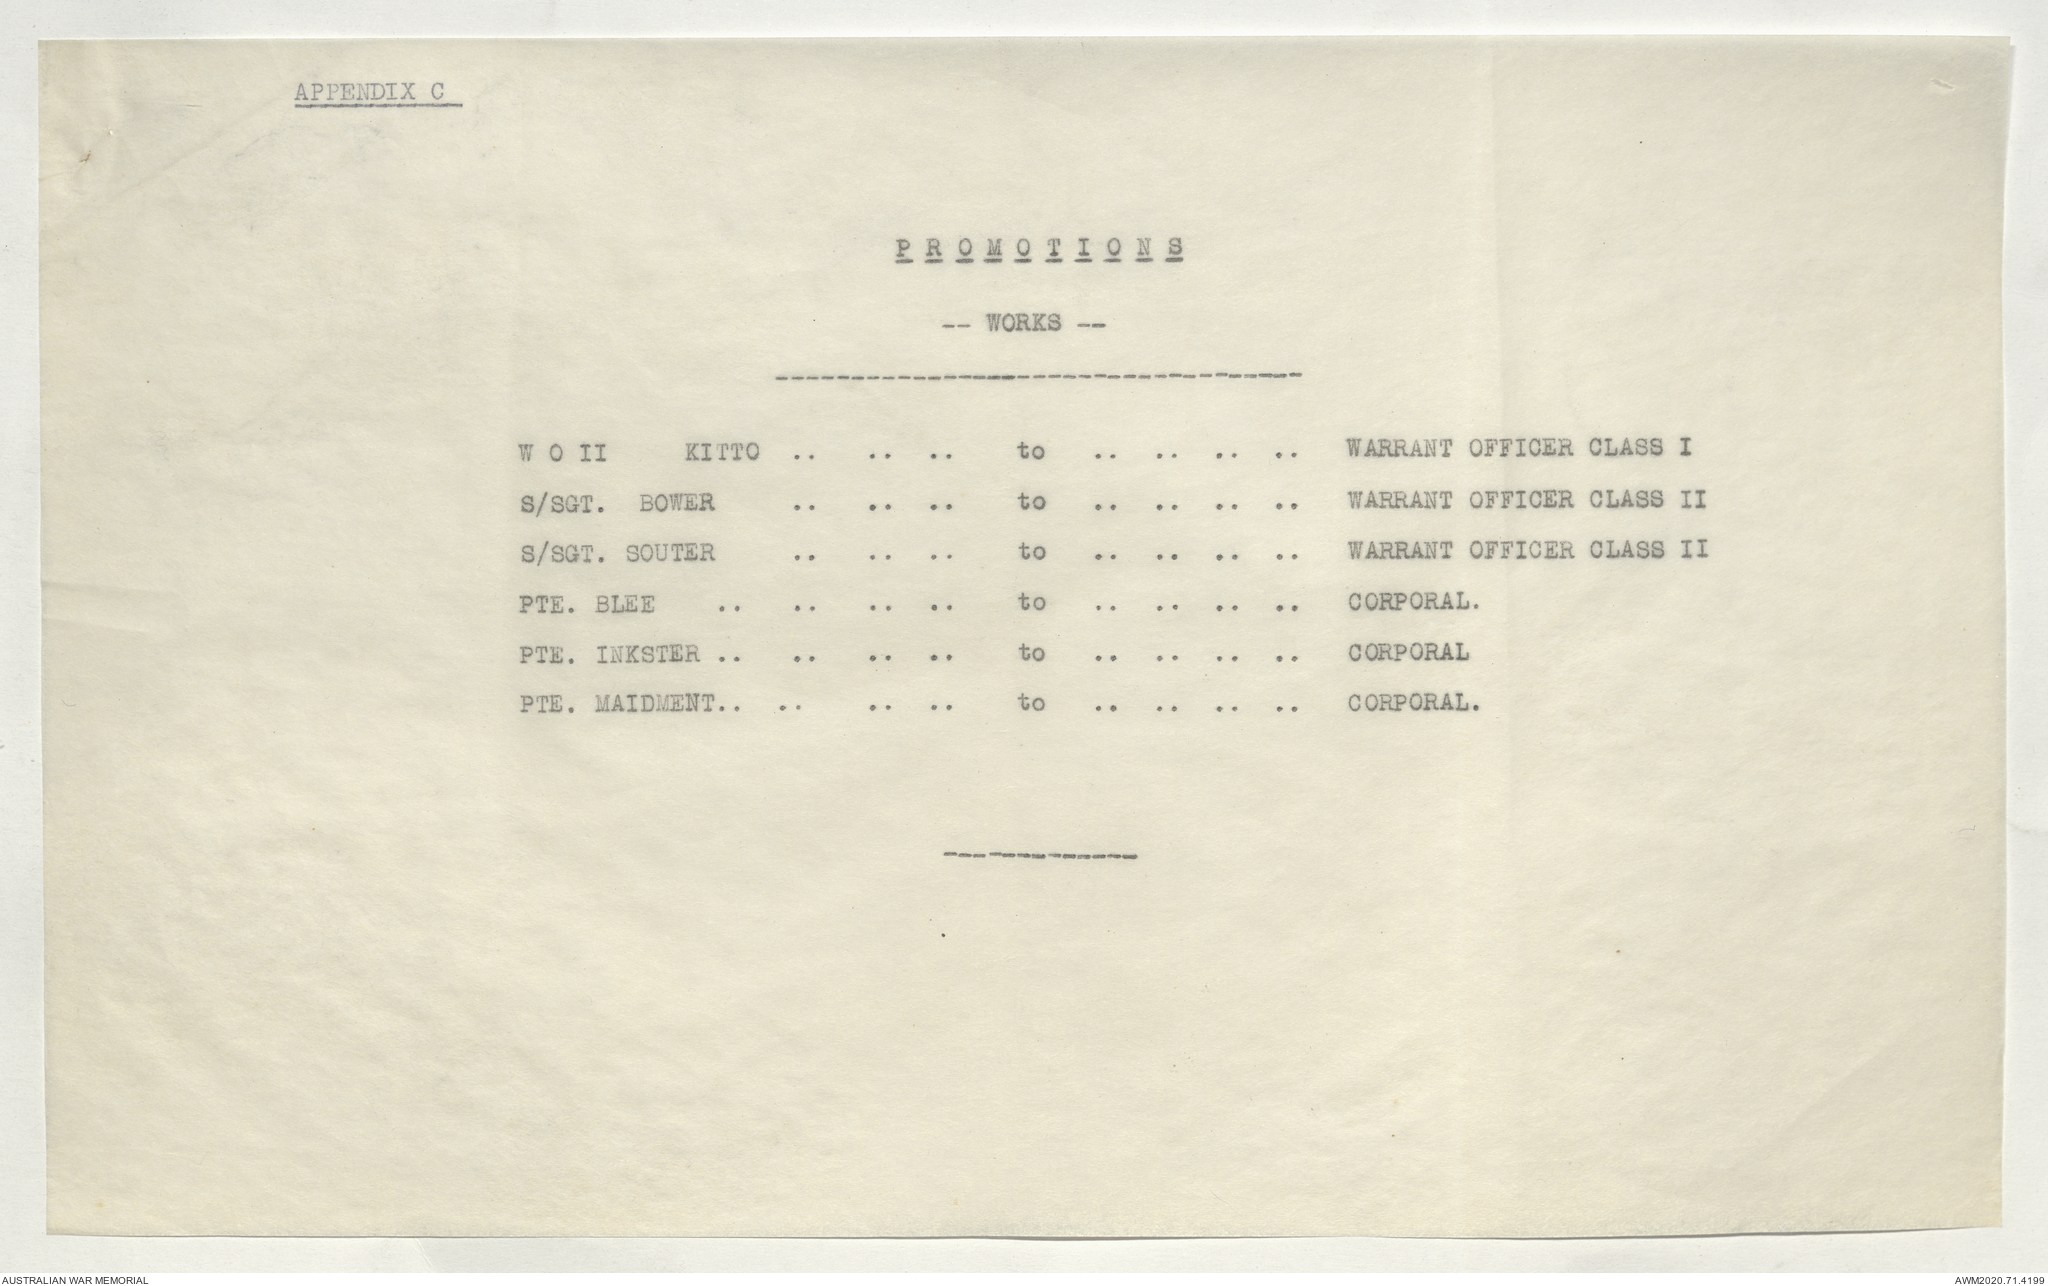 APPENDIX C
PROMOTIONS
-- WORKS --
-----------------------------------
W O II KITTO .. .. .. to .. .. .. .. WARRANT OFFICER CLASS I
S/SGT. BOWER .. .. .. to .. .. .. .. WARRANT OFFICER CLASS II
S/SGT. SOUTER .. .. .. to .. .. .. .. WARRANT OFFICER CLASS II
PTE. BLEE .. .. .. .. to .. .. .. .. CORPORAL.
PTE. INKSTER .. .. .. .. to .. .. .. .. CORPORAL
PTE. MAIDMENT.. .. .. .. to .. .. .. .. CORPORAL.
-------------
AUSTRALIAN WAR MEMORIAL
AWM2020.71.4199